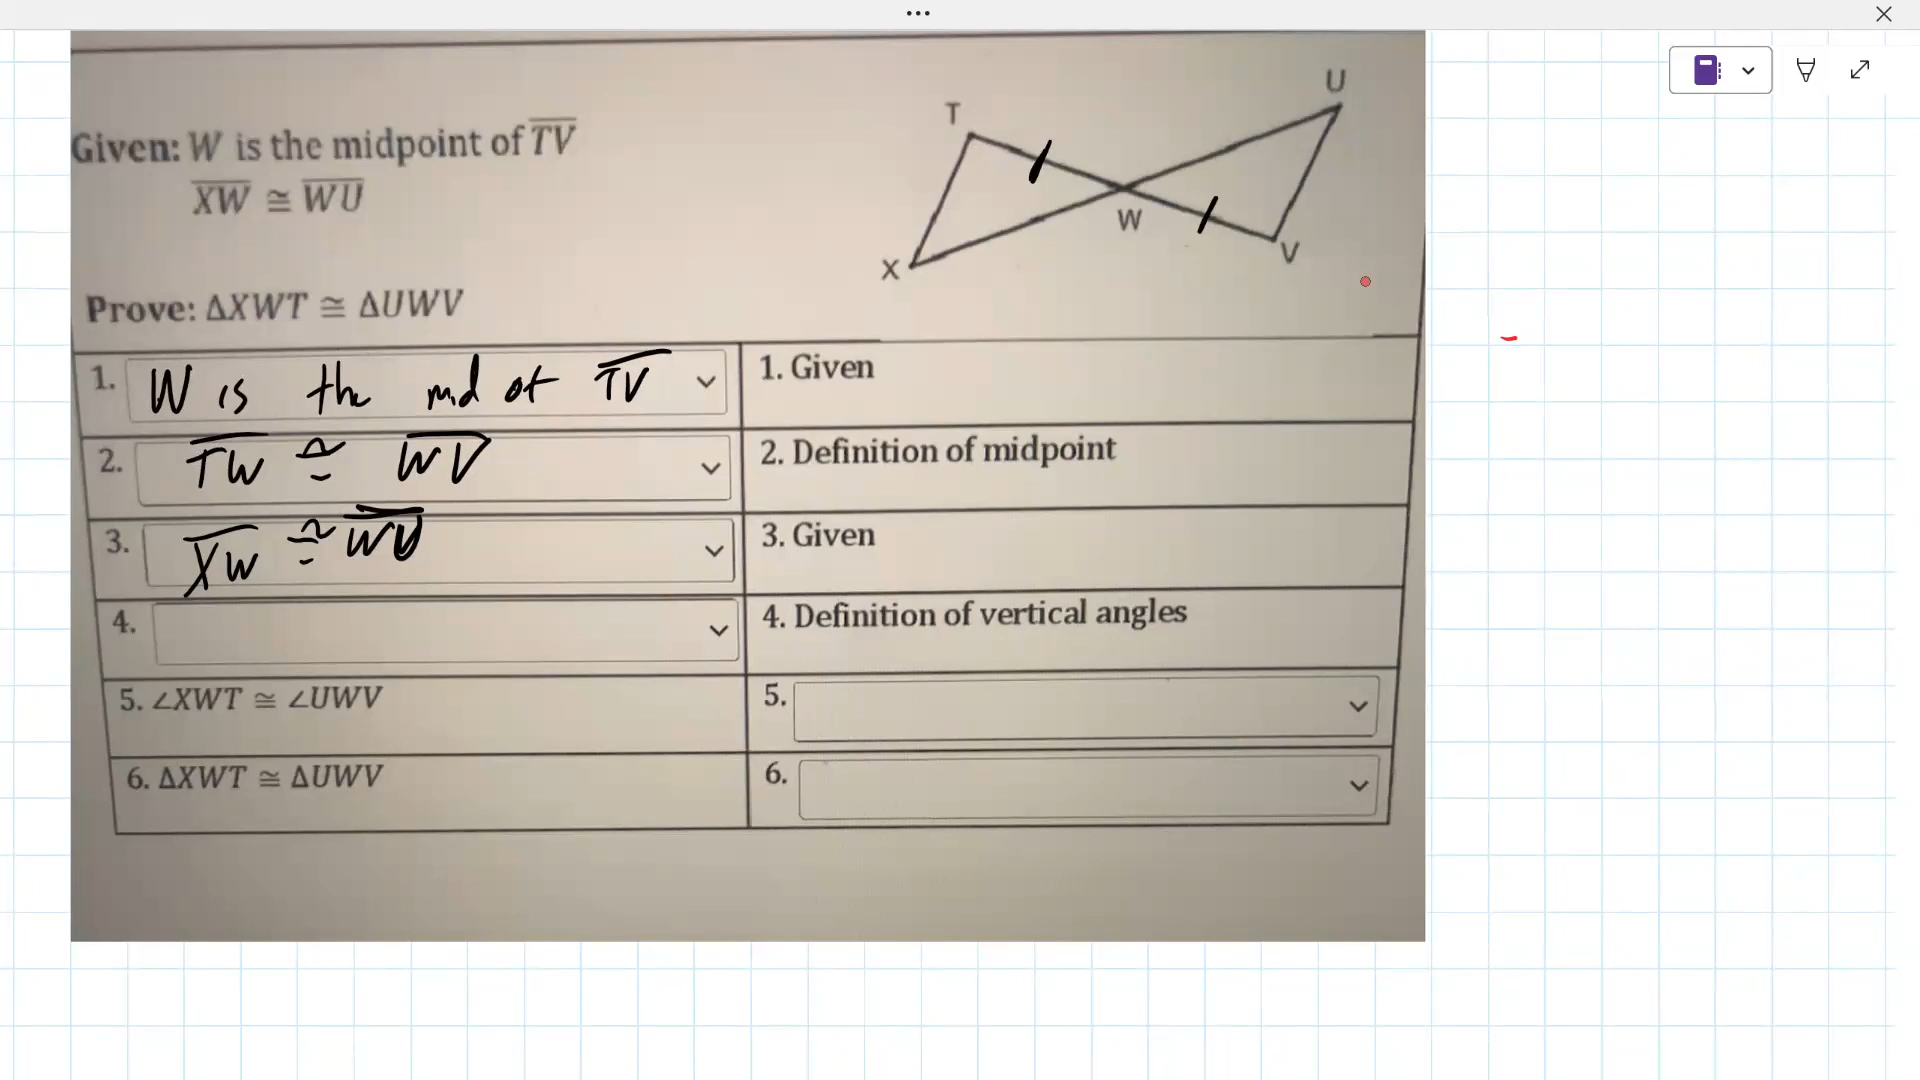 Given: W is the midpoint of TV
XW ≅ WU
T
U
W
V
X
Prove: ΔXWT ≅ ΔUWV
1. W is the mid of TV
1. Given
2. TW ≅ WV
2. Definition of midpoint
3. XW ≅ WU
3. Given
4.
4. Definition of vertical angles
5. ∠XWT ≅ ∠UWV
5.
6. ΔXWT ≅ ΔUWV
6.